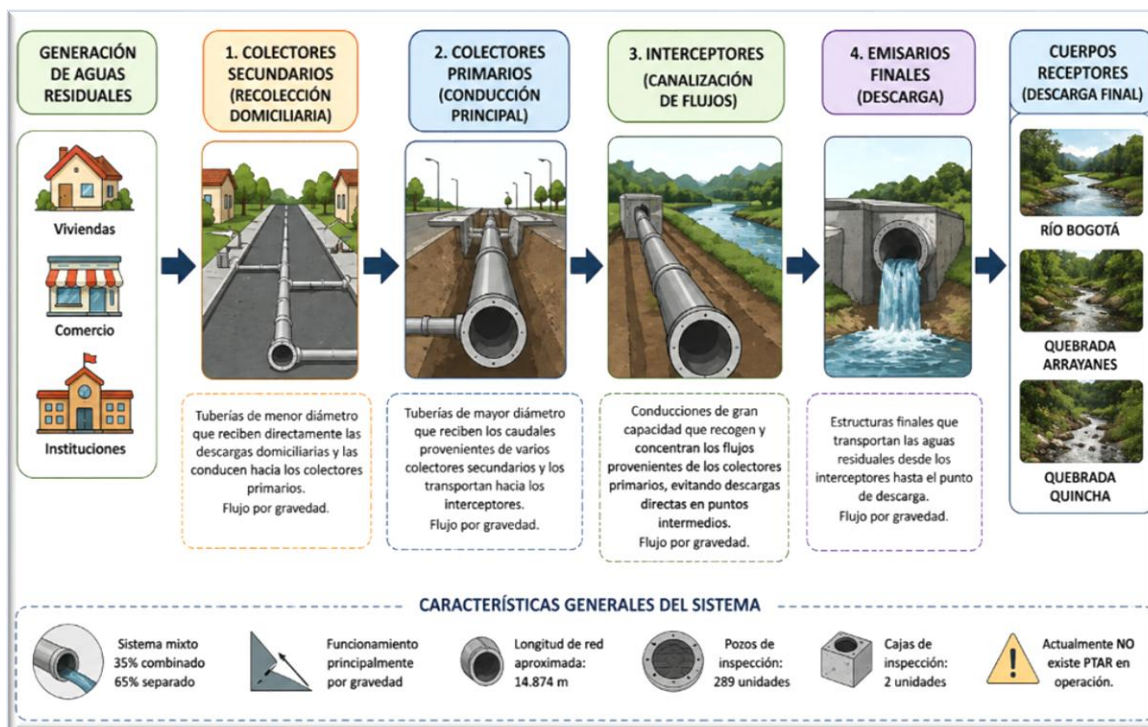 GENERACIÓN
DE AGUAS
RESIDUALES
Viviendas
Comercio
Instituciones
1. COLECTORES
SECUNDARIOS
(RECOLECCIÓN
DOMICILIARIA)
Tuberías de menor diámetro
que reciben directamente las
descargas domiciliarias y las
conducen hacia los colectores
primarios.
Flujo por gravedad.
2. COLECTORES
PRIMARIOS
(CONDUCCIÓN
PRINCIPAL)
Tuberías de mayor diámetro
que reciben los caudales
provenientes de varios
colectores secundarios y los
transportan hacia los
interceptores.
Flujo por gravedad.
3. INTERCEPTORES
(CANALIZACIÓN
DE FLUJOS)
Conducciones de gran
capacidad que recogen y
concentran los flujos
provenientes de los colectores
primarios, evitando descargas
directas en puntos
intermedios.
Flujo por gravedad.
4. EMISARIOS
FINALES
(DESCARGA)
Estructuras finales que
transportan las aguas
residuales desde los
interceptores hasta el punto
de descarga.
Flujo por gravedad.
CUERPOS
RECEPTORES
(DESCARGA FINAL)
RÍO BOGOTÁ
QUEBRADA
ARRAYANES
QUEBRADA
QUINCHA
CARACTERÍSTICAS GENERALES DEL SISTEMA
Sistema mixto
35% combinado
65% separado
Funcionamiento
principalmente
por gravedad
Longitud de red
aproximada:
14.874 m
Pozos de
inspección:
289 unidades
Cajas de
inspección:
2 unidades
Actualmente NO
existe PTAR en
operación.